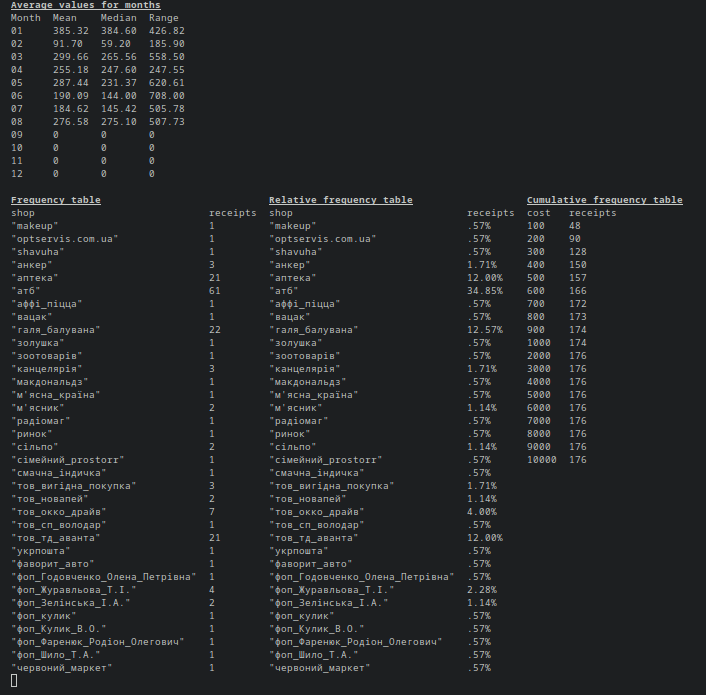 Average values for months
Month Mean Median Range
01 385.32 384.60 426.82
02 91.70 59.20 185.90
03 299.66 265.56 558.50
04 255.18 247.60 247.55
05 287.44 231.37 620.61
06 190.09 144.00 708.00
07 184.62 145.42 505.78
08 276.58 275.10 507.73
09 0 0 0
10 0 0 0
11 0 0 0
12 0 0 0
Frequency table Relative frequency table Cumulative frequency table
shop receipts shop receipts cost receipts
"makeup" 1 "makeup" .57% 100 48
"optservis.com.ua" 1 "optservis.com.ua" .57% 200 90
"shavuha" 1 "shavuha" .57% 300 128
"анкер" 3 "анкер" 1.71% 400 150
"аптека" 21 "аптека" 12.00% 500 157
"атб" 61 "атб" 34.85% 600 166
"аффі_піцца" 1 "аффі_піцца" .57% 700 172
"вацак" 1 "вацак" .57% 800 173
"галя_балувана" 22 "галя_балувана" 12.57% 900 174
"золушка" 1 "золушка" .57% 1000 174
"зоотоварів" 1 "зоотоварів" .57% 2000 176
"канцелярія" 3 "канцелярія" 1.71% 3000 176
"макдональдз" 1 "макдональдз" .57% 4000 176
"м'ясна_країна" 1 "м'ясна_країна" .57% 5000 176
"м'ясник" 2 "м'ясник" 1.14% 6000 176
"радіомаг" 1 "радіомаг" .57% 7000 176
"ринок" 1 "ринок" .57% 8000 176
"сільпо" 2 "сільпо" 1.14% 9000 176
"сімейний_prostorr" 1 "сімейний_prostorr" .57% 10000 176
"смачна_індичка" 1 "смачна_індичка" .57%
"тов_вигідна_покупка" 3 "тов_вигідна_покупка" 1.71%
"тов_новапей" 2 "тов_новапей" 1.14%
"тов_окко_драйв" 7 "тов_окко_драйв" 4.00%
"тов_сп_володар" 1 "тов_сп_володар" .57%
"тов_тд_аванта" 21 "тов_тд_аванта" 12.00%
"укрпошта" 1 "укрпошта" .57%
"фаворит_авто" 1 "фаворит_авто" .57%
"фоп_Годовченко_Олена_Петрівна" 1 "фоп_Годовченко_Олена_Петрівна" .57%
"фоп_Журавльова_Т.І." 4 "фоп_Журавльова_Т.І." 2.28%
"фоп_Зелінська_І.А." 2 "фоп_Зелінська_І.А." 1.14%
"фоп_кулик" 1 "фоп_кулик" .57%
"фоп_Кулик_В.О." 1 "фоп_Кулик_В.О." .57%
"фоп_Фаренюк_Родіон_Олегович" 1 "фоп_Фаренюк_Родіон_Олегович" .57%
"фоп_Шило_Т.А." 1 "фоп_Шило_Т.А." .57%
"червоний_маркет" 1 "червоний_маркет" .57%